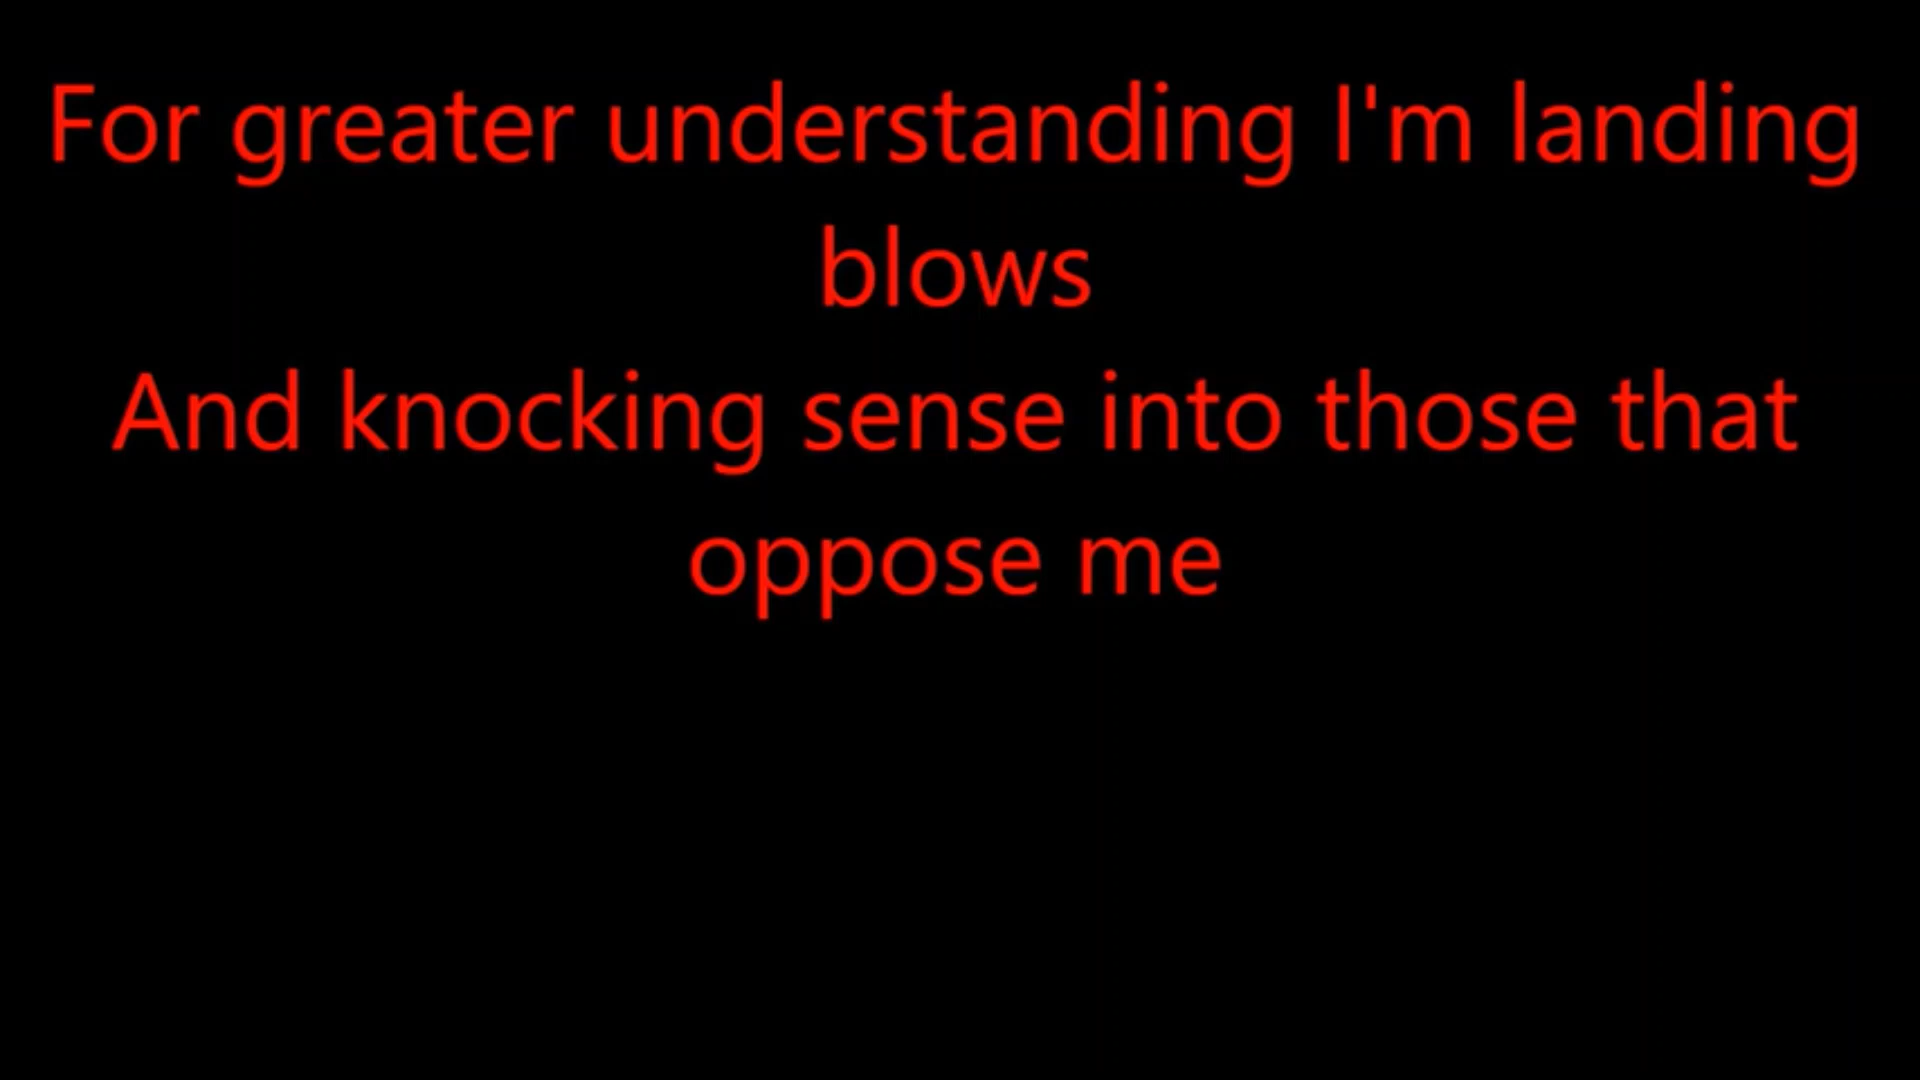 For greater understanding I'm landing
blows
And knocking sense into those that
oppose me